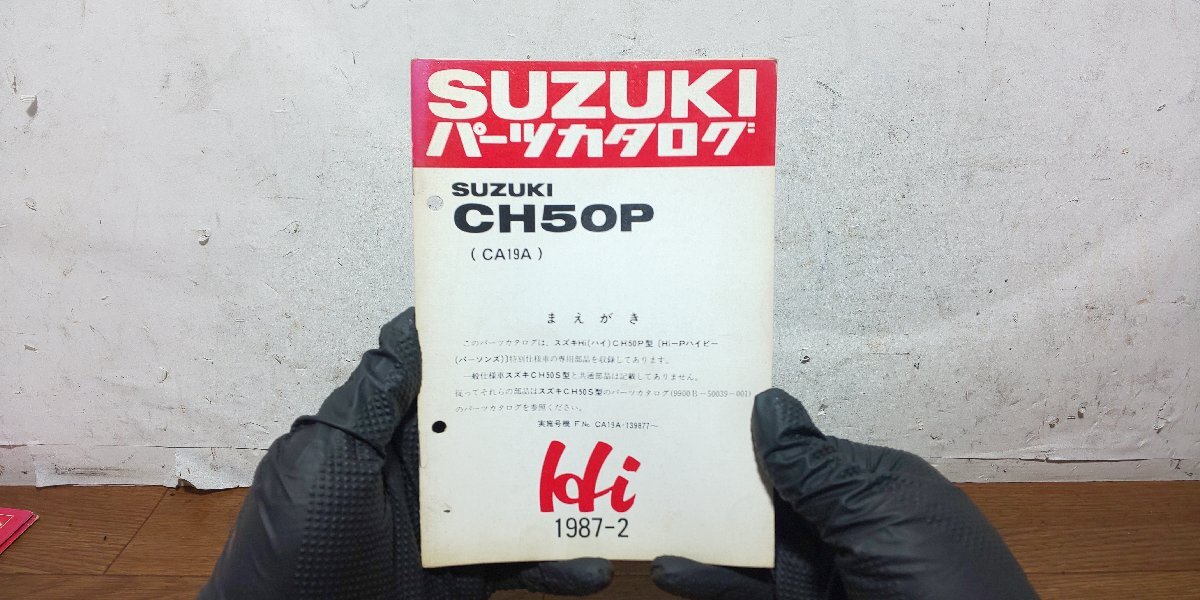 SUZUKI
パーツカタログ
SUZUKI
CH50P
(CA19A)
まえがき
このパーツカタログは、スズキHi(ハイ)CH50P型〔Hi-Pハイピー
(パーソンズ)〕特別仕様車の専用部品を収録してあります。
一般仕様車スズキCH50S型と共通部品は記載してありません。
従ってそれらの部品はスズキCH50S型のパーツカタログ(9900B-50039-001)
のパーツカタログを参照ください。
実施号機 F No. CA19A-139877~
Hi
1987-2